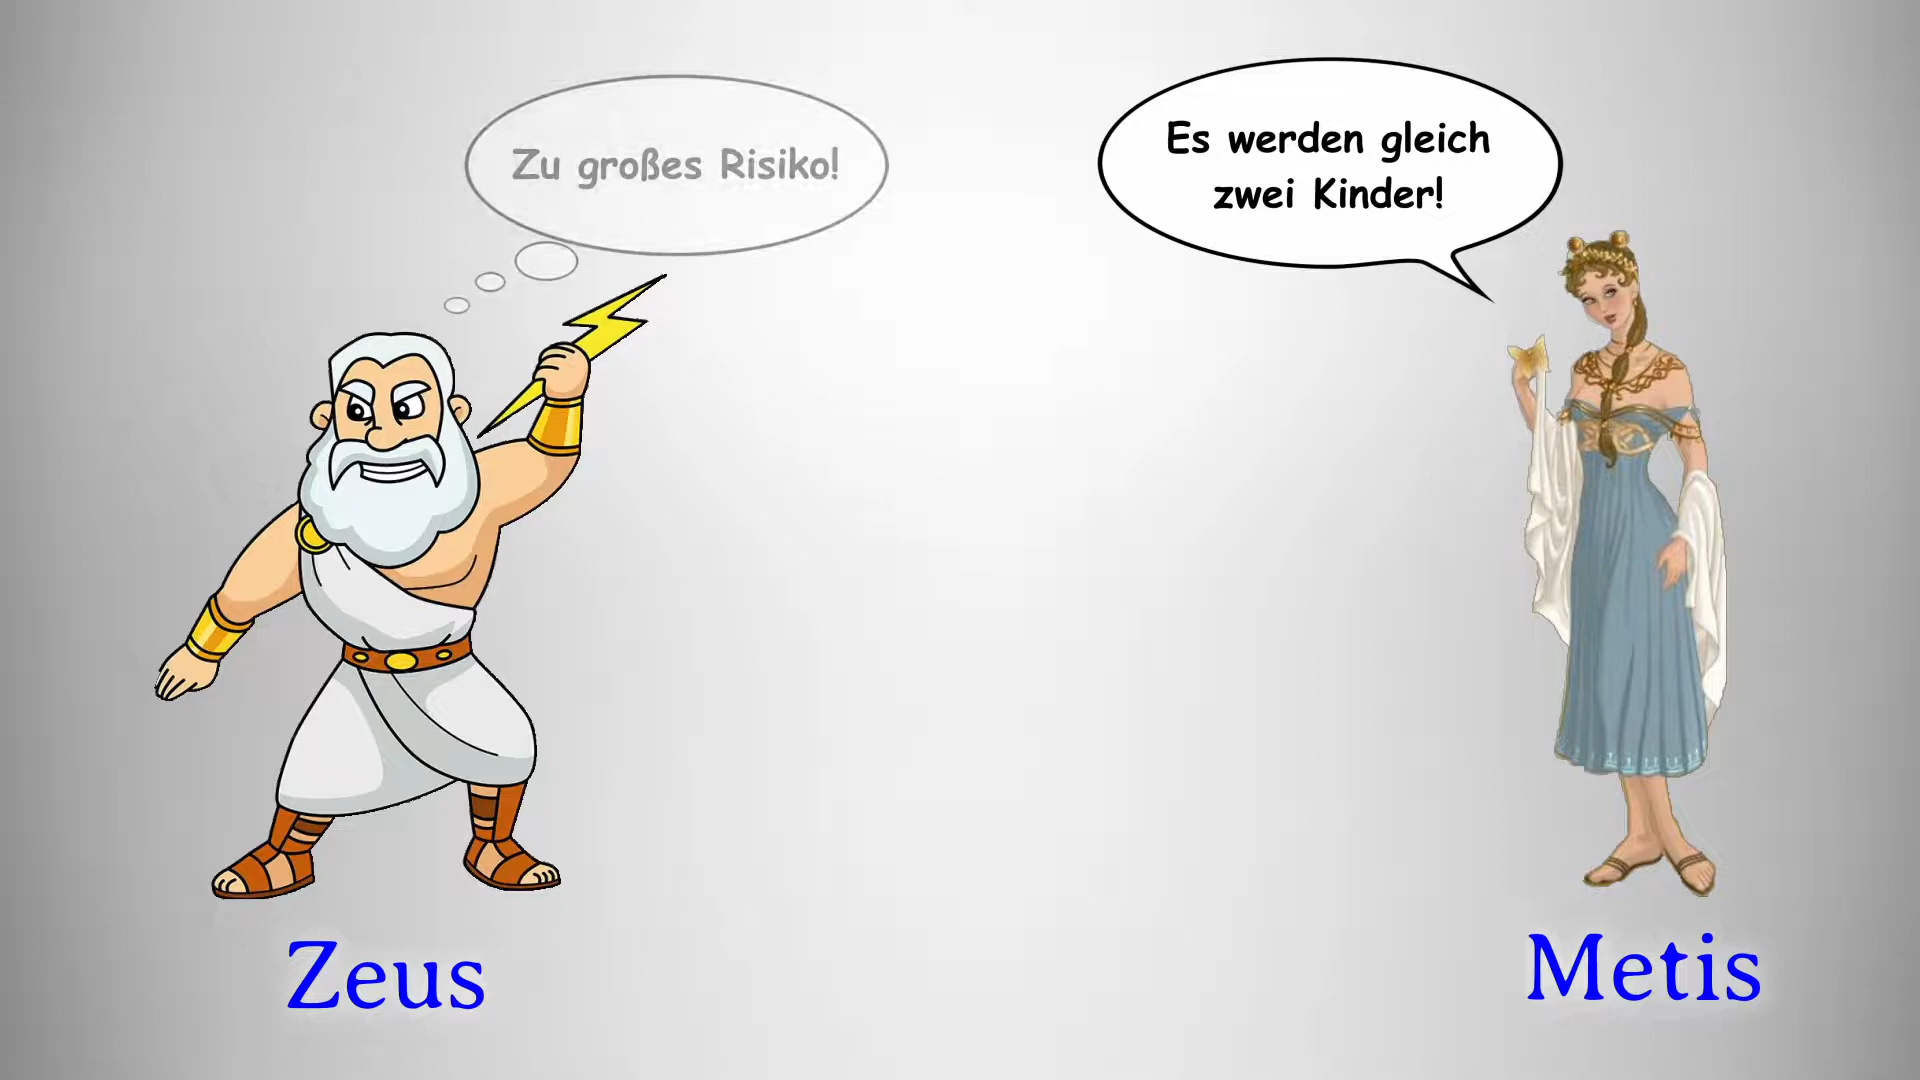 Zu großes Risiko!
Es werden gleich
zwei Kinder!
Zeus
Metis